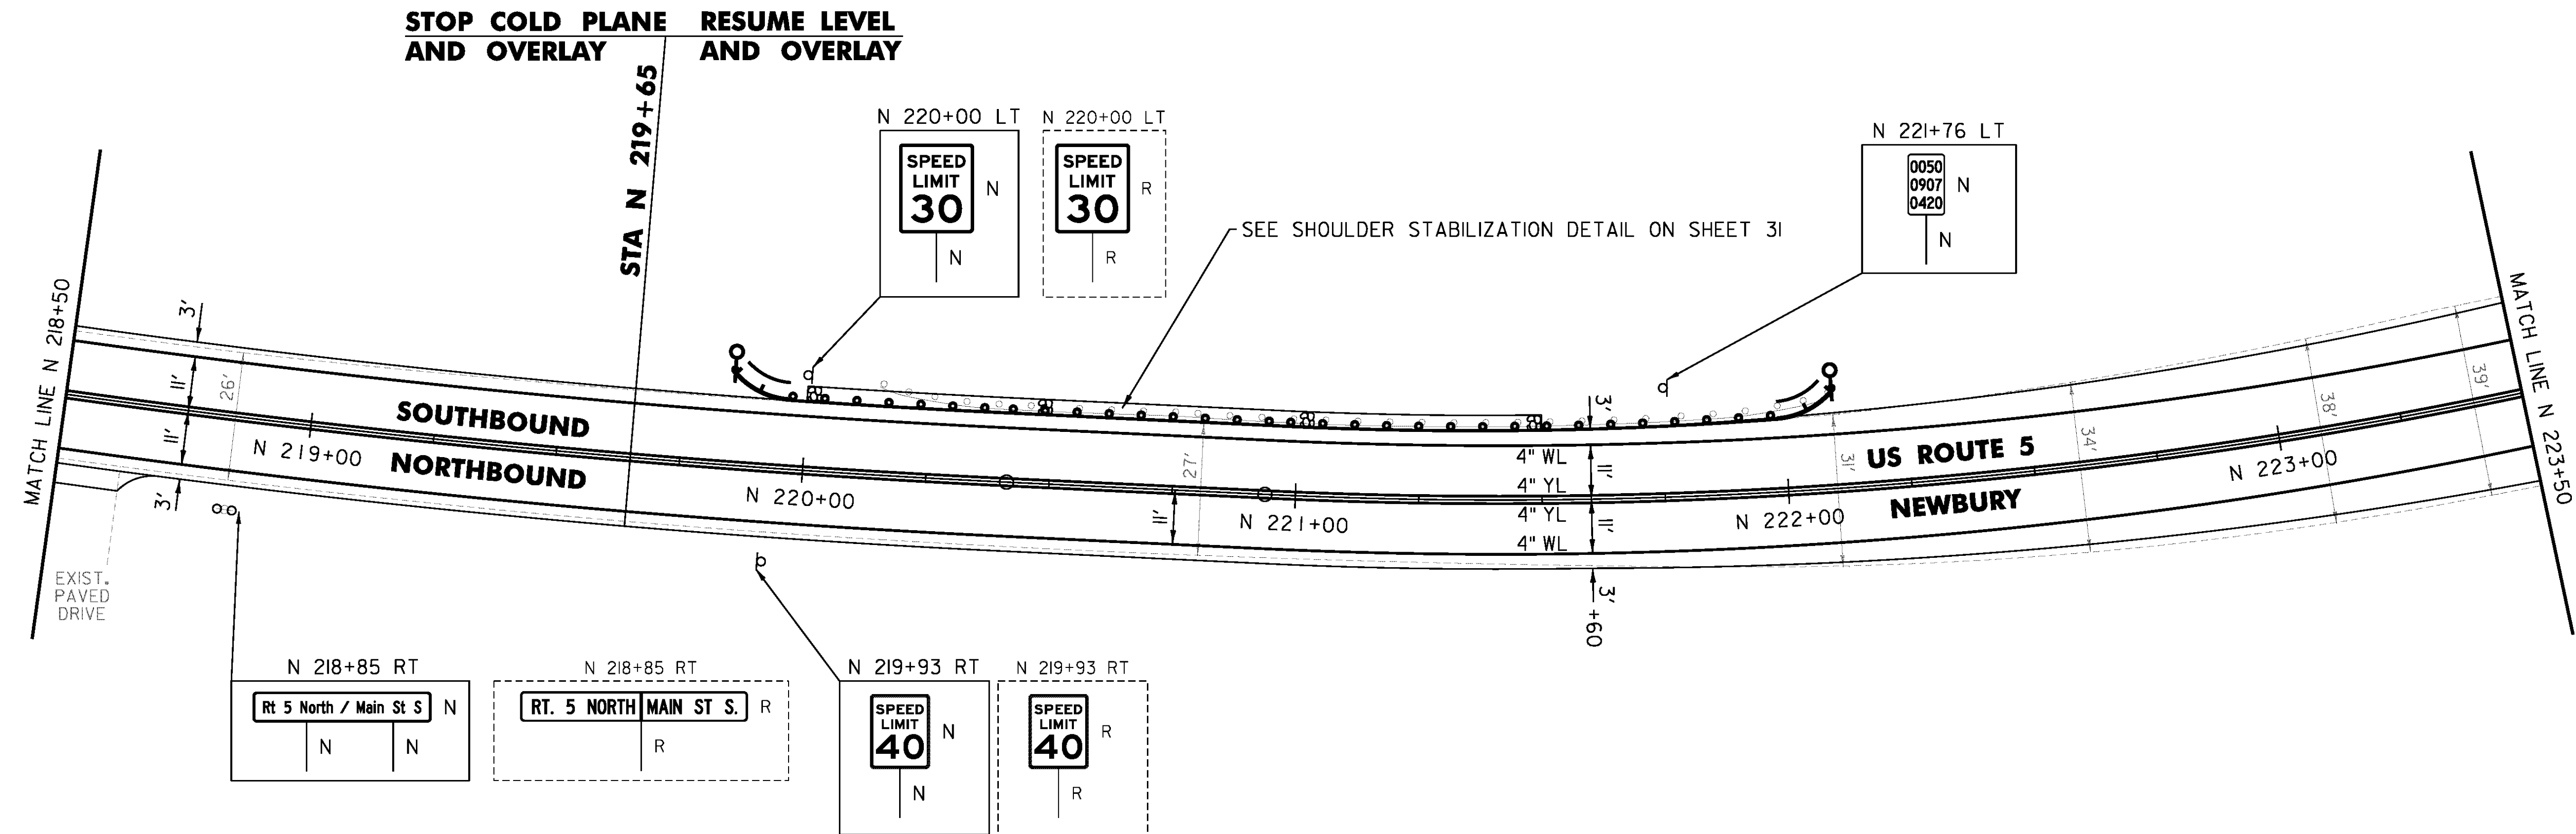 STOP COLD PLANE
AND OVERLAY
RESUME LEVEL
AND OVERLAY
STA N 219+65
N 220+00 LT
SPEED
LIMIT
30
N
N
N 220+00 LT
SPEED
LIMIT
30
R
R
SEE SHOULDER STABILIZATION DETAIL ON SHEET 31
N 221+76 LT
0050
0907
0420
N
N
MATCH LINE N 218+50
3'
11'
26'
11'
3'
SOUTHBOUND
NORTHBOUND
N 219+00
N 220+00
27'
11'
N 221+00
4" WL
4" YL
4" YL
4" WL
3'
11'
11'
3'
+60
N 222+00
31'
US ROUTE 5
NEWBURY
34'
N 223+00
38'
39'
MATCH LINE N 223+50
EXIST.
PAVED
DRIVE
N 218+85 RT
Rt 5 North / Main St S
N
N
N
N 218+85 RT
RT. 5 NORTH MAIN ST S.
R
R
N 219+93 RT
SPEED
LIMIT
40
N
N
N 219+93 RT
SPEED
LIMIT
40
R
R